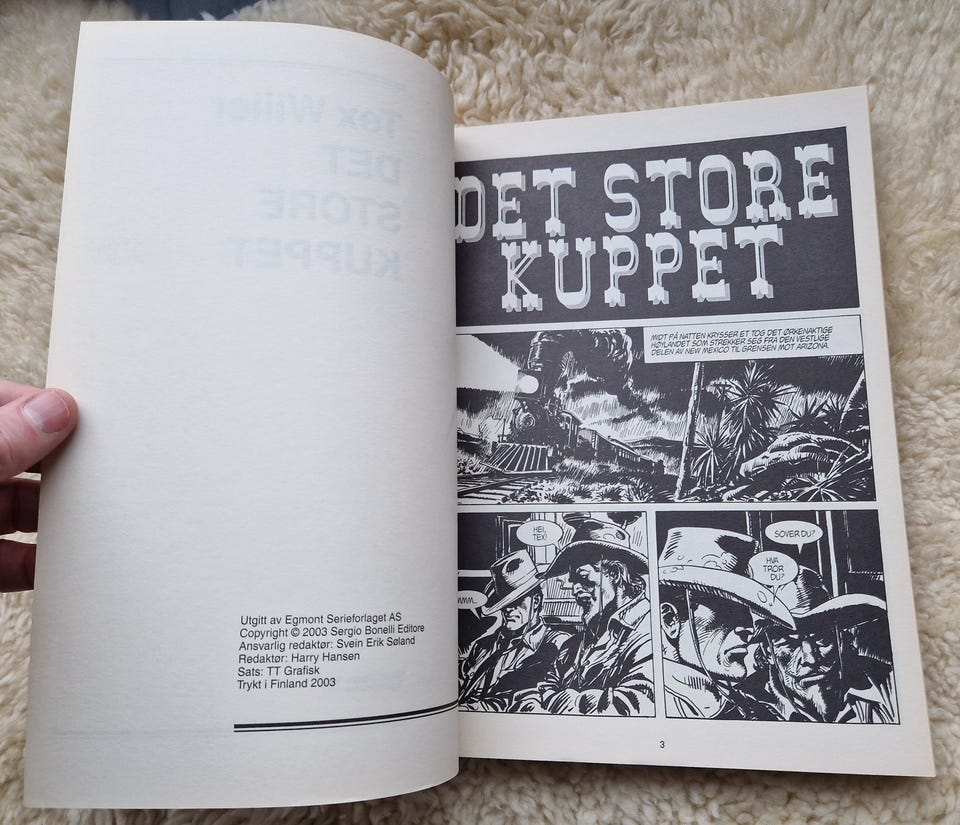 Tex Willer
DET
STORE
KUPPET
Utgitt av Egmont Serieforlaget AS
Copyright © 2003 Sergio Bonelli Editore
Ansvarlig redaktør: Svein Erik Søland
Redaktør: Harry Hansen
Sats: TT Grafisk
Trykt i Finland 2003
DET STORE
KUPPET
MIDT PÅ NATTEN KRYSSER ET TOG DET ØRKENAKTIGE
HØYLANDET SOM STREKKER SEG FRA DEN VESTLIGE
DELEN AV NEW MEXICO TIL GRENSEN MOT ARIZONA.
HEI,
TEX!
SOVER DU?
HVA
TROR
DU?
3